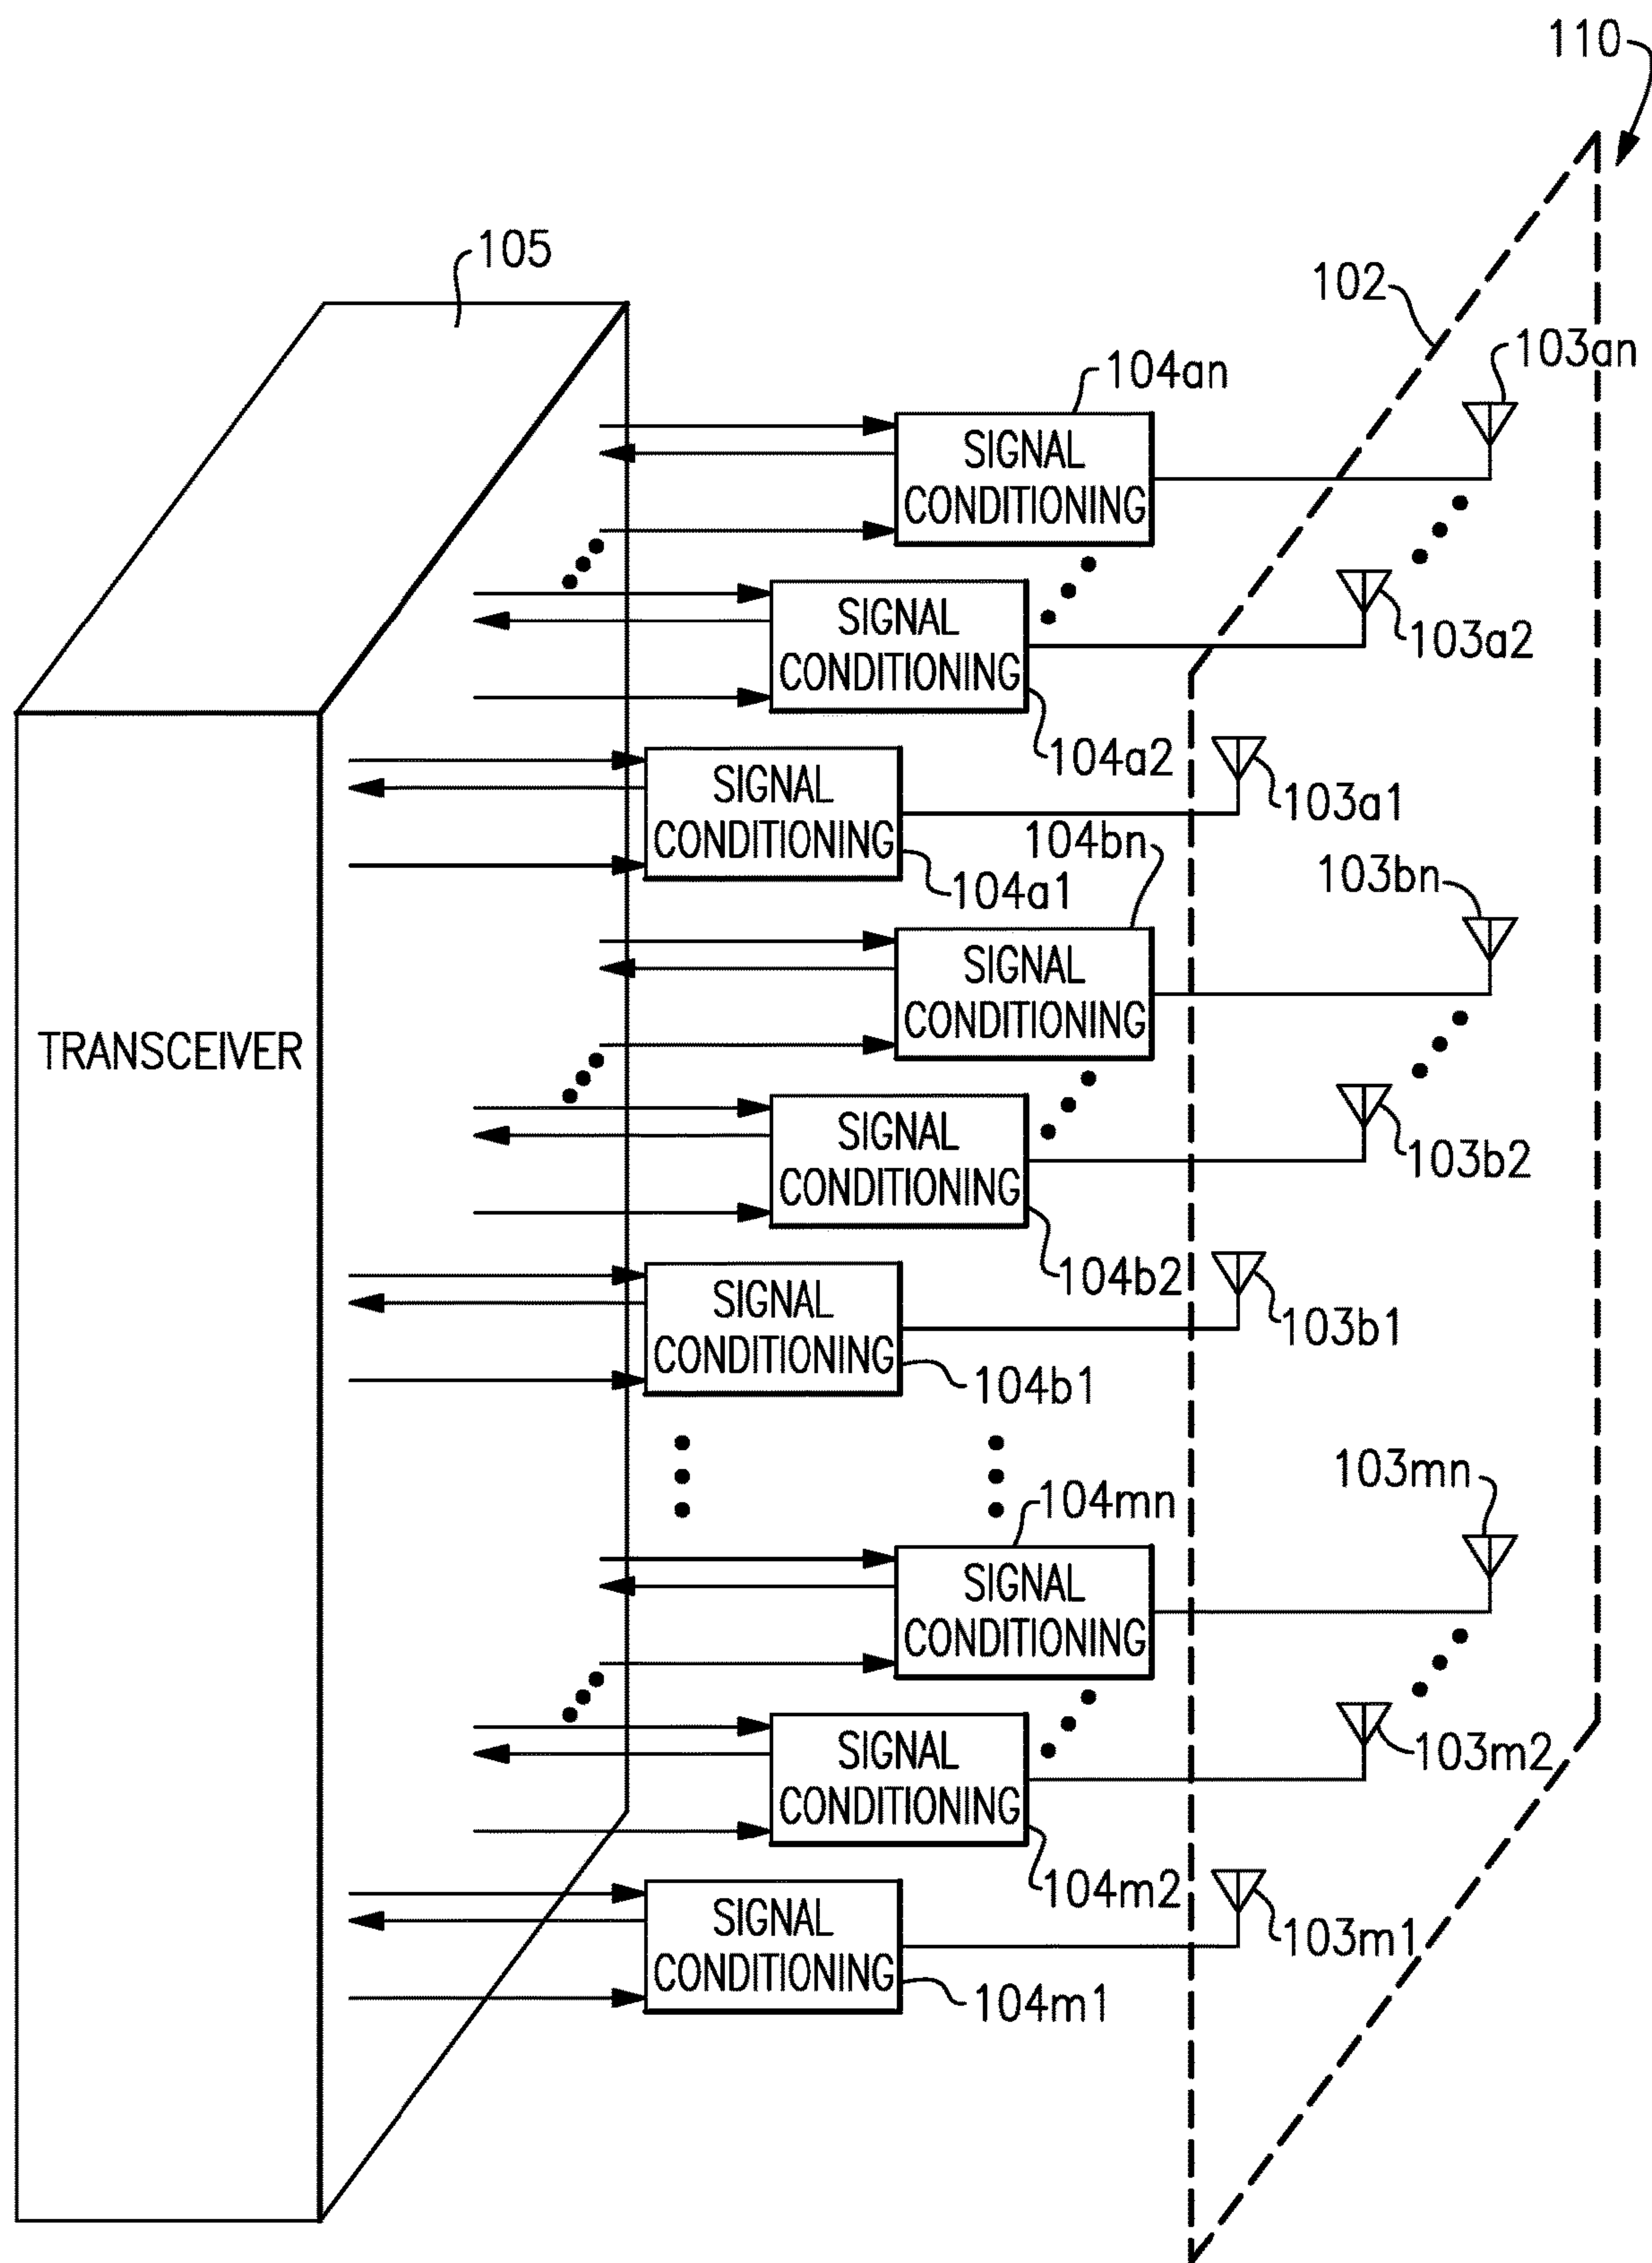 110
105
102
103an
104an
SIGNAL
CONDITIONING
103a2
SIGNAL
CONDITIONING
104a2
103a1
SIGNAL
CONDITIONING
104bn
104a1
103bn
SIGNAL
CONDITIONING
TRANSCEIVER
103b2
SIGNAL
CONDITIONING
104b2
103b1
SIGNAL
CONDITIONING
104b1
103mn
104mn
SIGNAL
CONDITIONING
103m2
SIGNAL
CONDITIONING
104m2
103m1
SIGNAL
CONDITIONING
104m1